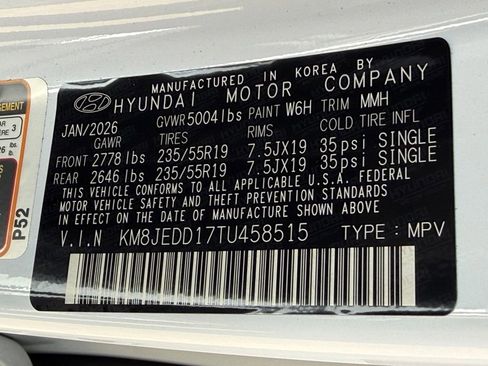 MANUFACTURED IN KOREA BY
HYUNDAI MOTOR COMPANY
JAN/2026 GVWR 5004 lbs PAINT W6H TRIM MMH
GAWR TIRES RIMS COLD TIRE INFL
FRONT 2778 lbs 235/55R19 7.5JX19 35psi SINGLE
REAR 2646 lbs 235/55R19 7.5JX19 35psi SINGLE
THIS VEHICLE CONFORMS TO ALL APPLICABLE U.S.A. FEDERAL
MOTOR VEHICLE SAFETY AND THEFT PREVENTION STANDARDS
IN EFFECT ON THE DATE OF MANUFACTURE SHOWN ABOVE.
V.I.N KM8JEDD17TU458515 TYPE : MPV
P52